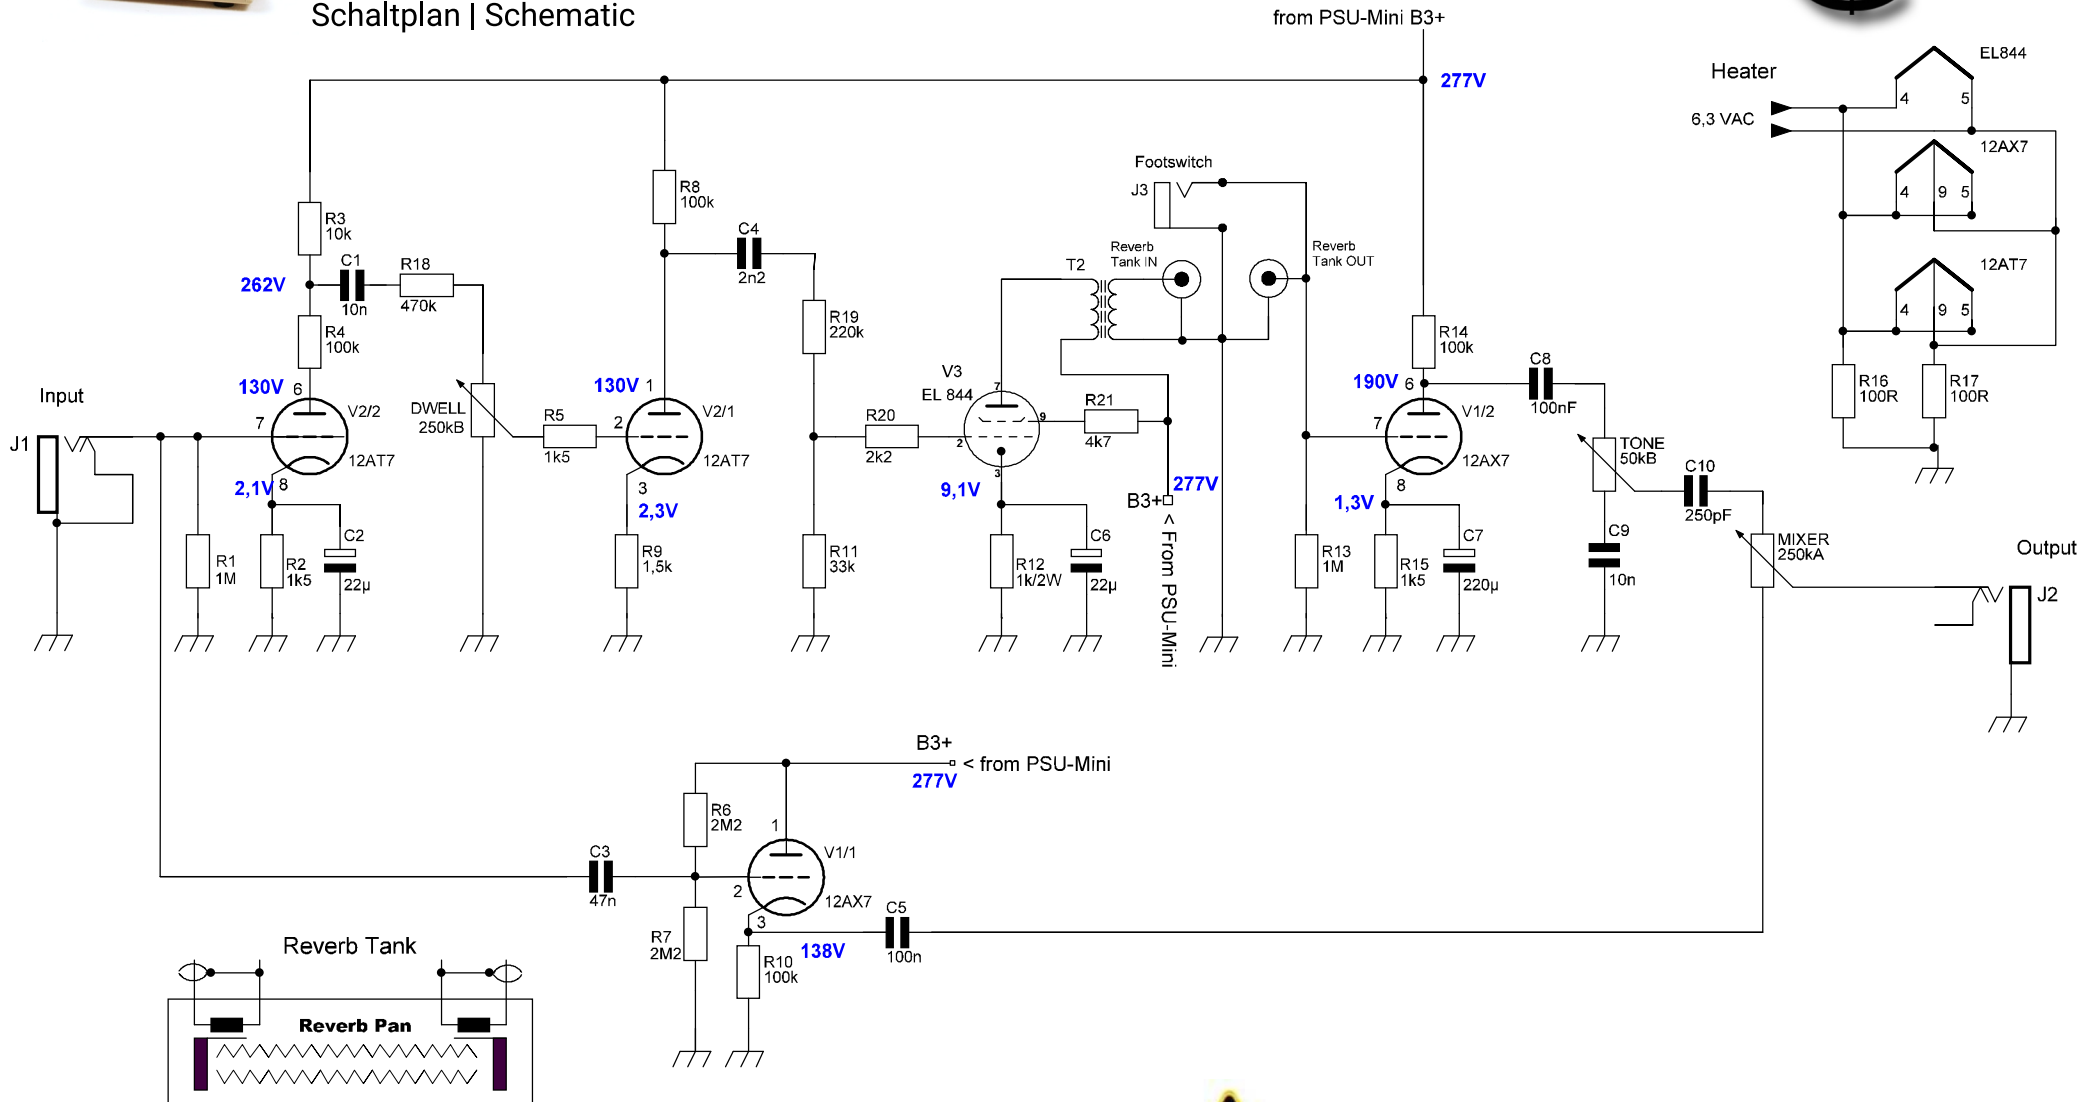 Schaltplan | Schematic
from PSU-Mini B3+
277V
Heater
6,3 VAC
EL844
4
5
12AX7
4
9
5
12AT7
4
9
5
R16
100R
R17
100R
Footswitch
J3
Reverb
Tank IN
Reverb
Tank OUT
T2
R3
10k
262V
C1
10n
R18
470k
R4
100k
R8
100k
C4
2n2
R19
220k
R14
100k
Input
J1
130V
6
7
V2/2
12AT7
2,1V
8
DWELL
250kB
R5
1k5
130V
1
2
V2/1
12AT7
3
2,3V
R20
2k2
V3
EL 844
7
9
2
3
9,1V
R21
4k7
277V
B3+
< From PSU-Mini
190V
6
7
V1/2
12AX7
8
1,3V
C8
100nF
TONE
50kB
C10
250pF
R1
1M
R2
1k5
C2
22µ
R9
1,5k
R11
33k
R12
1k/2W
C6
22µ
R13
1M
R15
1k5
C7
220µ
C9
10n
MIXER
250kA
Output
J2
B3+
277V
< from PSU-Mini
R6
2M2
1
V1/1
2
12AX7
3
C3
47n
R7
2M2
R10
100k
138V
C5
100n
Reverb Tank
Reverb Pan